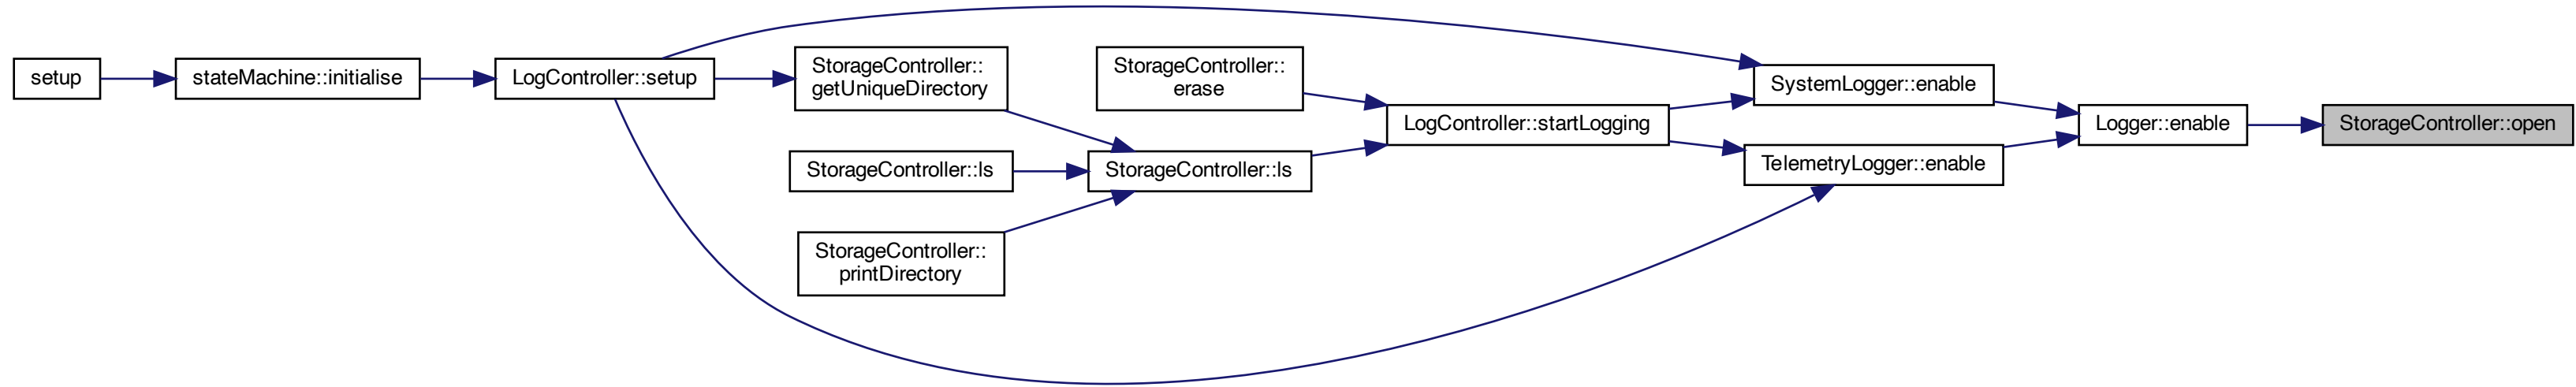 setup
stateMachine::initialise
LogController::setup
StorageController::
getUniqueDirectory
StorageController::ls
StorageController::
printDirectory
StorageController::
erase
StorageController::ls
LogController::startLogging
SystemLogger::enable
TelemetryLogger::enable
Logger::enable
StorageController::open